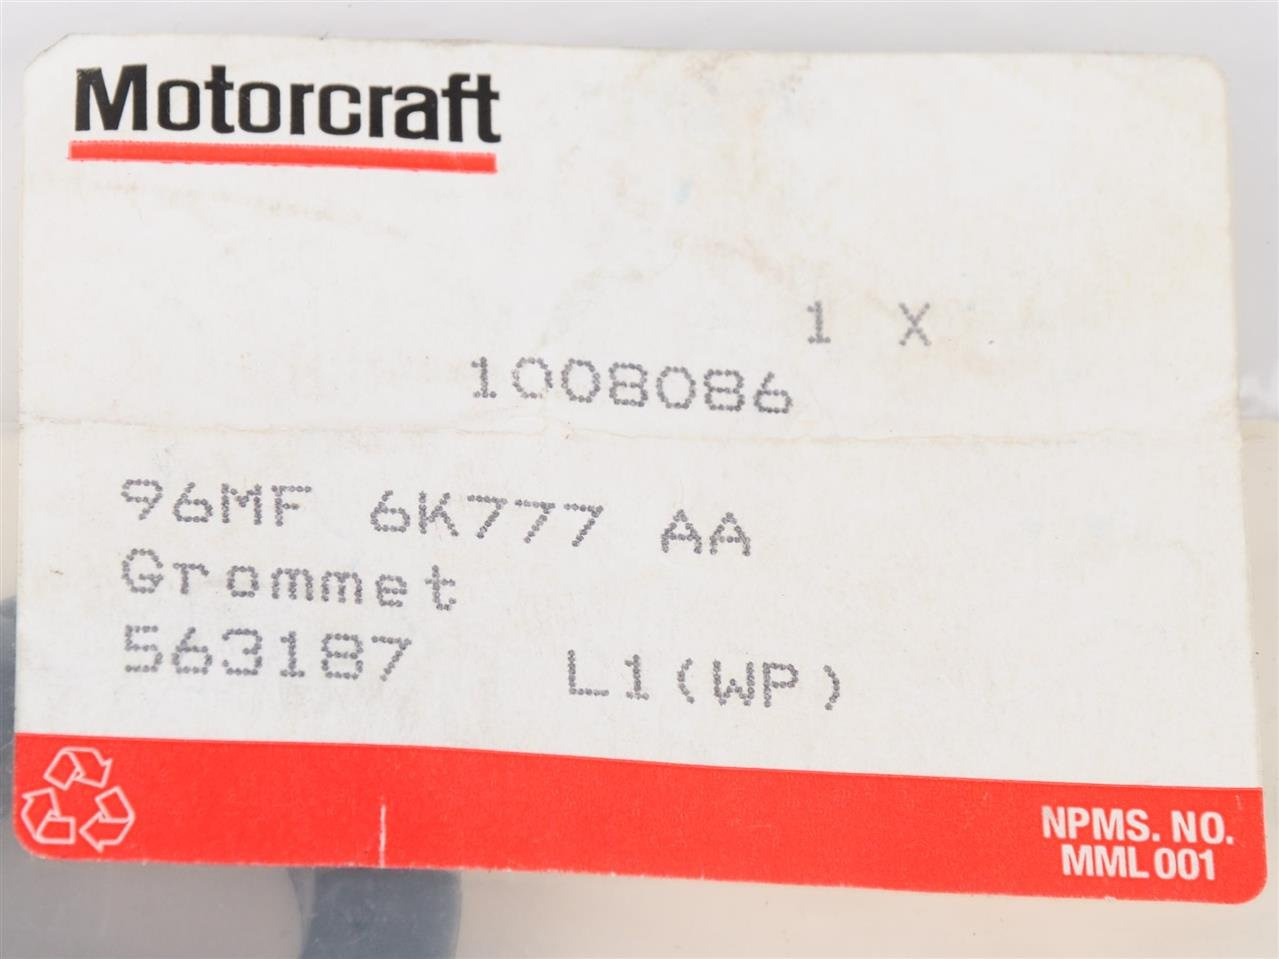 Motorcraft
1 X
1008086
96MF 6K777 AA
Grommet
563187 L1(WP)
NPMS. NO.
MML 001